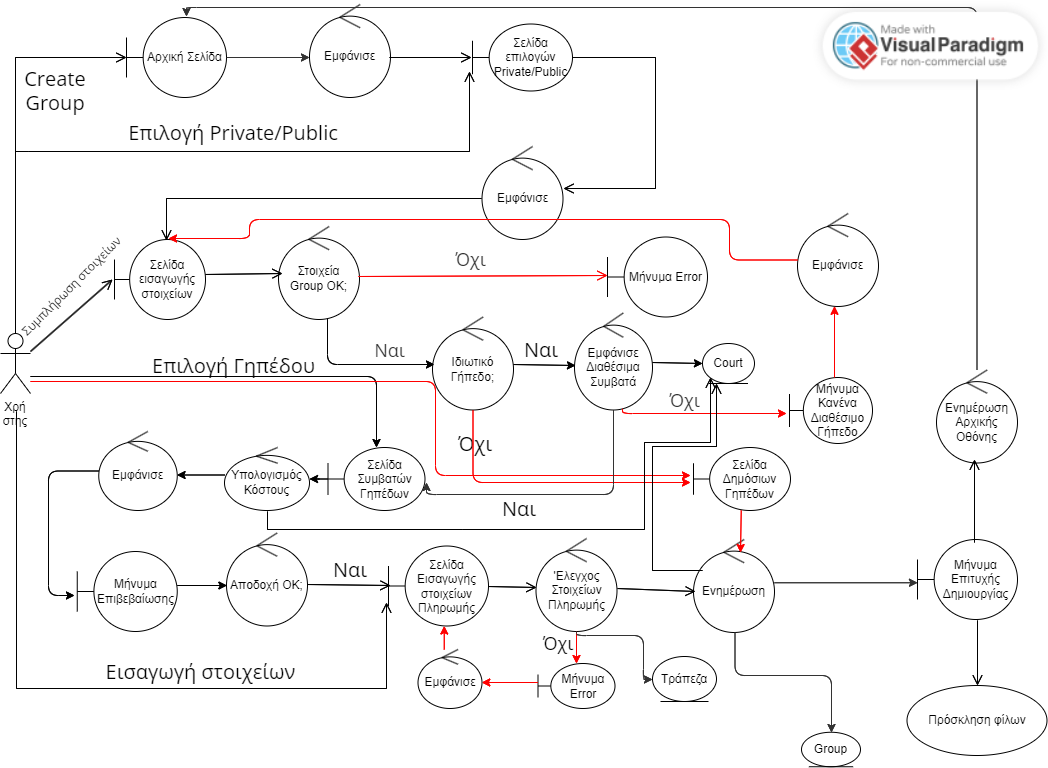 Made with
VisualParadigm
For non-commercial use
Αρχική Σελίδα
Εμφάνισε
Σελίδα
επιλογών
Private/Public
Create
Group
Επιλογή Private/Public
Εμφάνισε
Συμπλήρωση στοιχείων
Σελίδα
εισαγωγής
στοιχείων
Στοιχεία
Group OK;
Όχι
Μήνυμα Error
Εμφάνισε
Ναι
Ιδιωτικό
Γήπεδο;
Ναι
Εμφάνισε
Διαθέσιμα
Συμβατά
Court
Όχι
Μήνυμα
Κανένα
Διαθέσιμο
Γήπεδο
Επιλογή Γηπέδου
Χρή
στης
Ενημέρωση
Αρχικής
Οθόνης
Όχι
Εμφάνισε
Υπολογισμός
Κόστους
Σελίδα
Συμβατών
Γηπέδων
Ναι
Σελίδα
Δημόσιων
Γηπέδων
Μήνυμα
Επιβεβαίωσης
Αποδοχή OK;
Ναι
Σελίδα
Εισαγωγής
στοιχείων
Πληρωμής
Έλεγχος
Στοιχείων
Πληρωμής
Ενημέρωση
Μήνυμα
Επιτυχής
Δημιουργίας
Εισαγωγή στοιχείων
Εμφάνισε
Όχι
Μήνυμα
Error
Τράπεζα
Group
Πρόσκληση φίλων